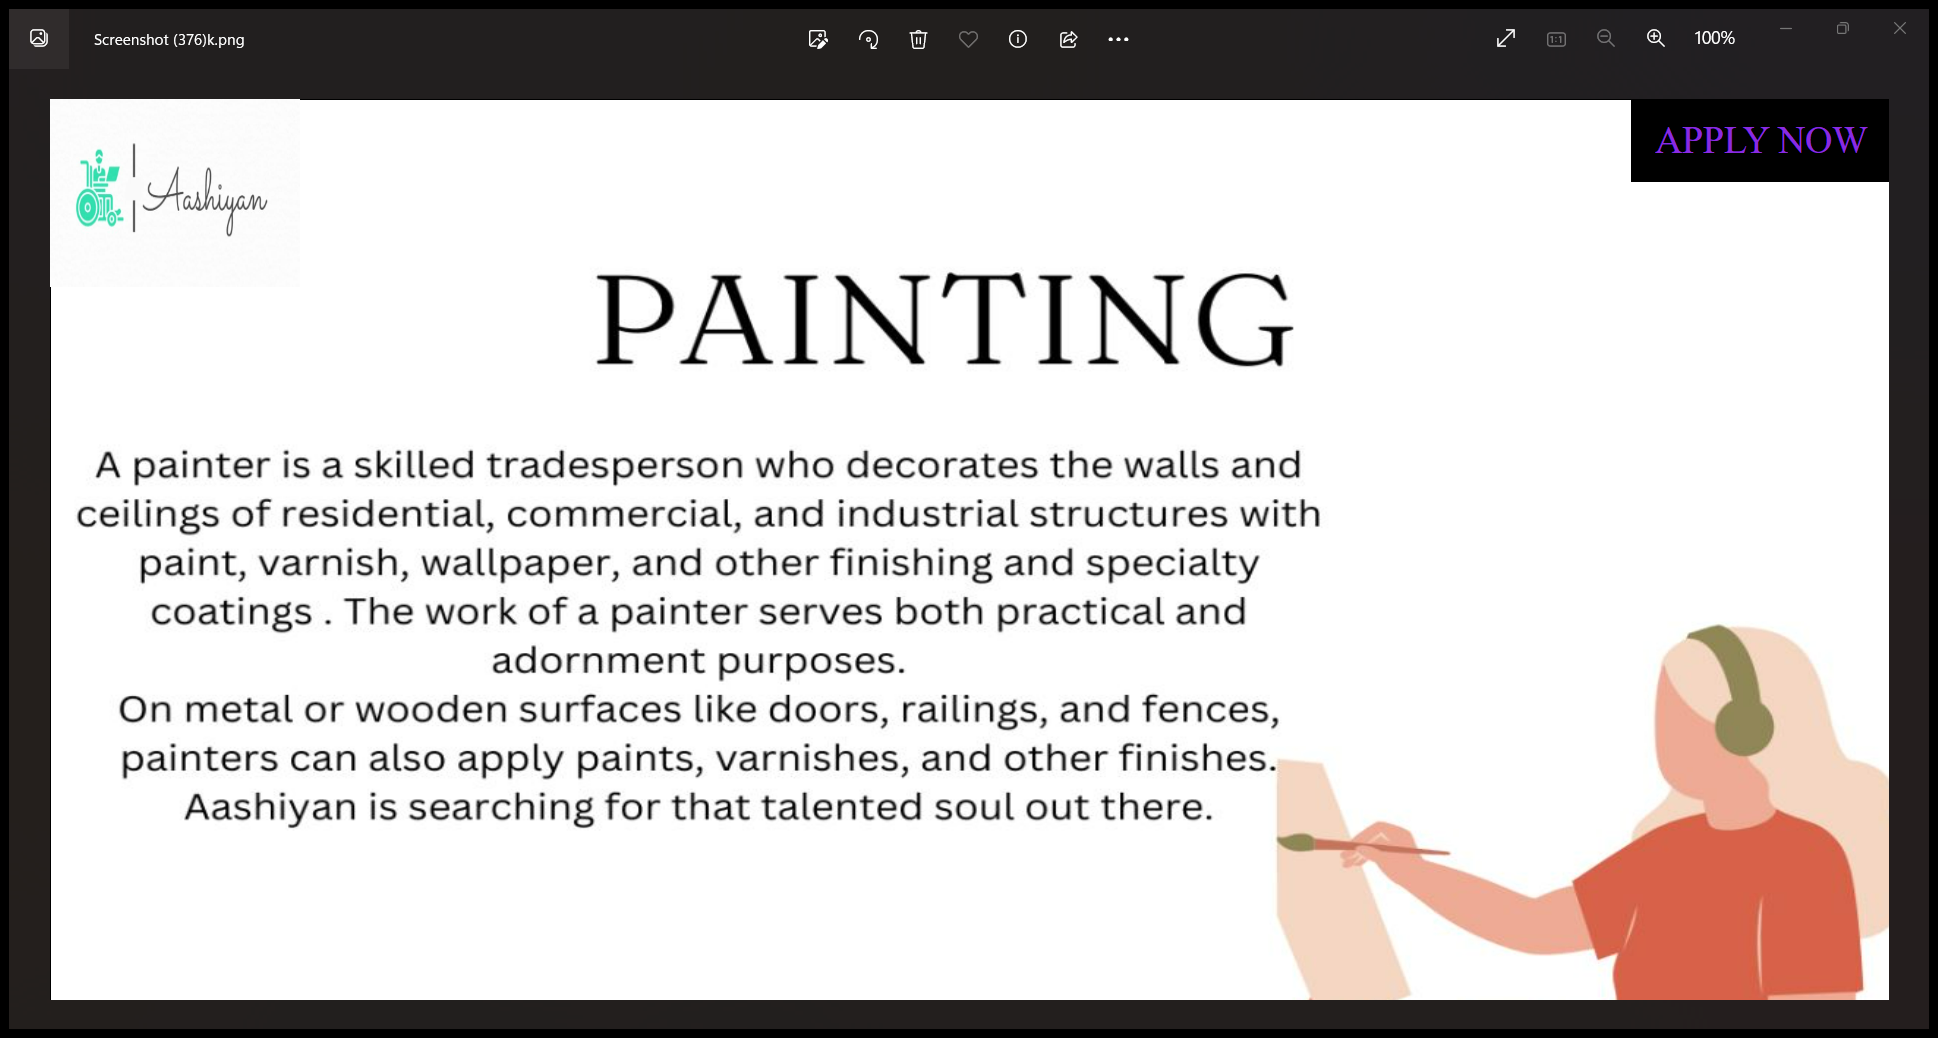 Screenshot (376)k.png
1:1
100%
Aashiyan
APPLY NOW
PAINTING
A painter is a skilled tradesperson who decorates the walls and
ceilings of residential, commercial, and industrial structures with
paint, varnish, wallpaper, and other finishing and specialty
coatings . The work of a painter serves both practical and
adornment purposes.
On metal or wooden surfaces like doors, railings, and fences,
painters can also apply paints, varnishes, and other finishes.
Aashiyan is searching for that talented soul out there.